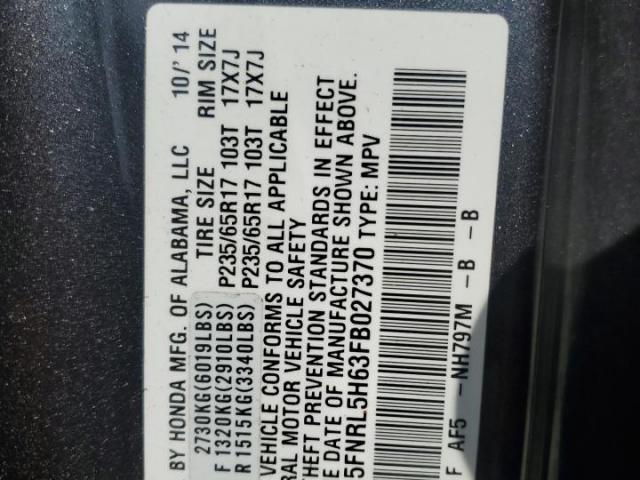 BY HONDA MFG. OF ALABAMA, LLC 10/'14
2730KG(6019LBS) TIRE SIZE RIM SIZE
F 1320KG(2910LBS) P235/65R17 103T 17X7J
R 1515KG(3340LBS) P235/65R17 103T 17X7J
VEHICLE CONFORMS TO ALL APPLICABLE
RAL MOTOR VEHICLE SAFETY
THEFT PREVENTION STANDARDS IN EFFECT
E DATE OF MANUFACTURE SHOWN ABOVE.
5FNRL5H63FB027370 TYPE: MPV
F AF5 -NH797M -B -B